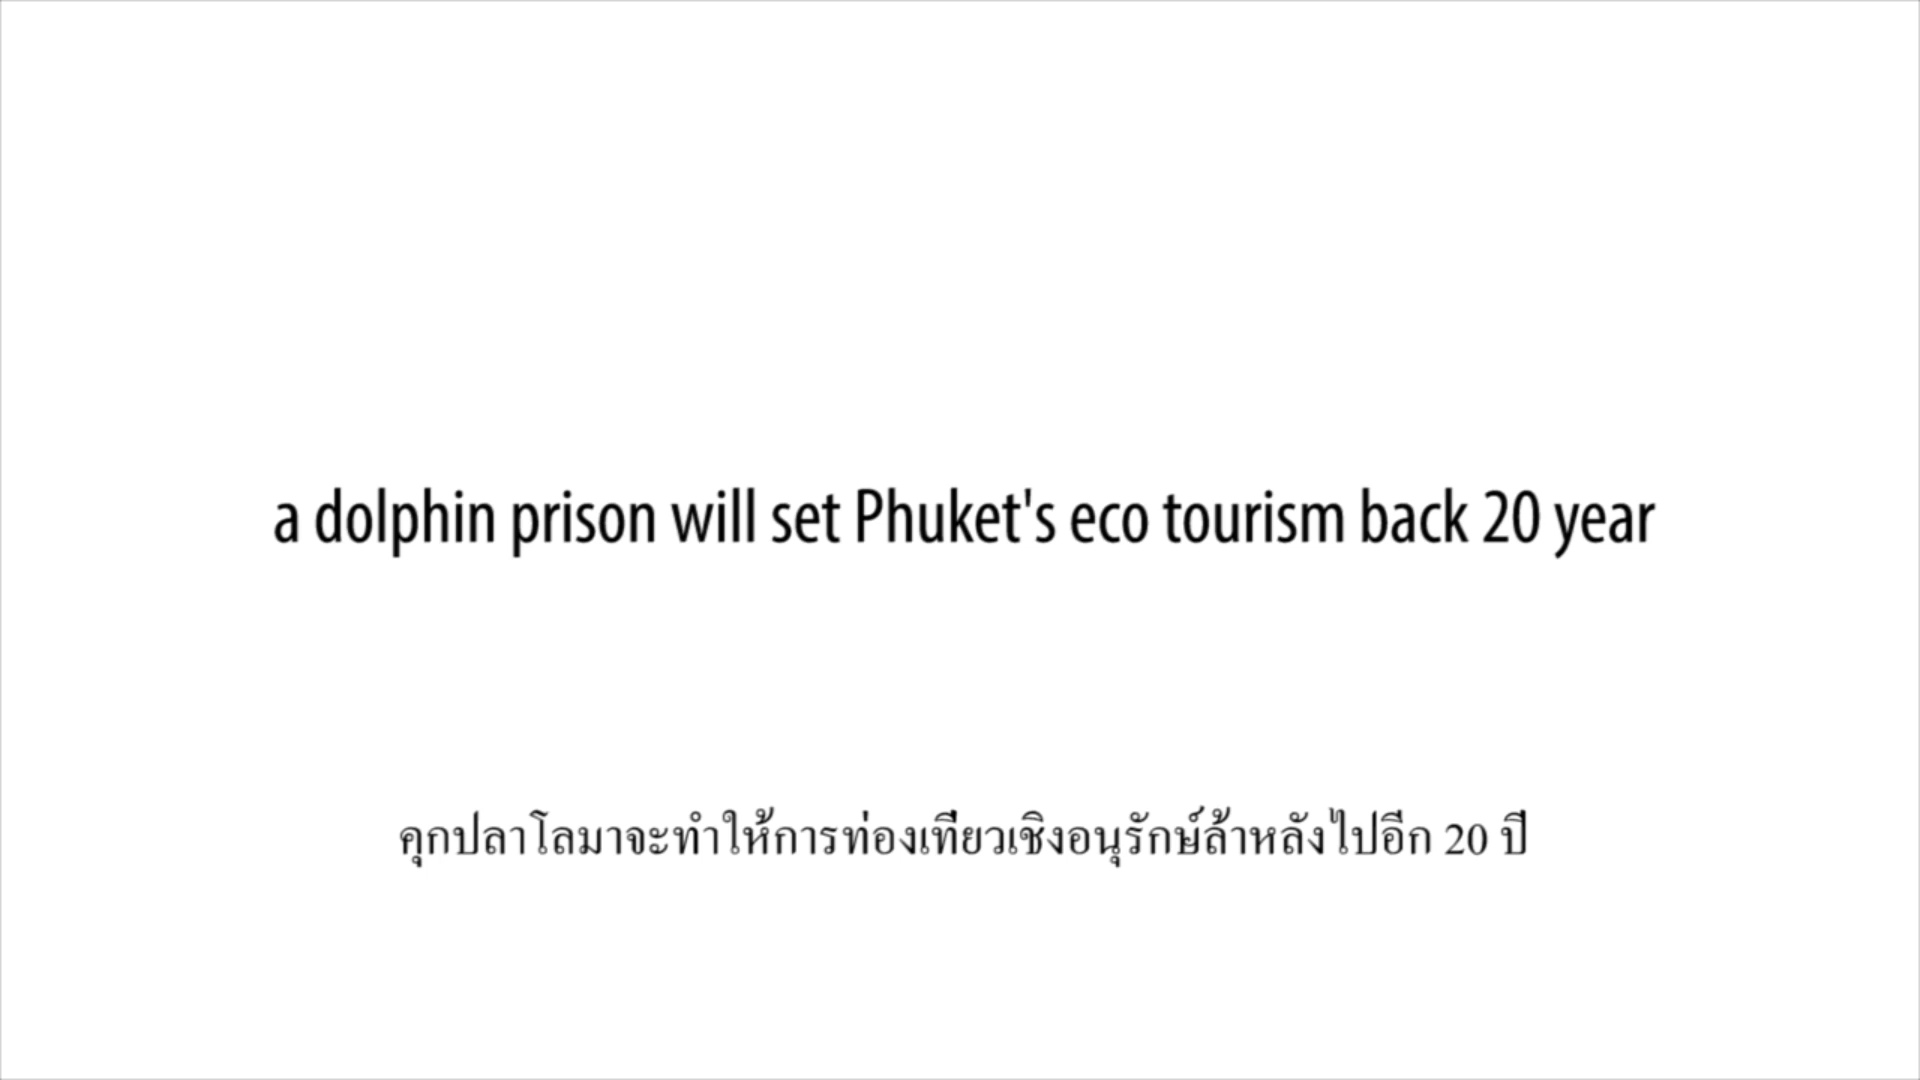 a dolphin prison will set Phuket's eco tourism back 20 year
คุกปลาโลมาจะทำให้การท่องเที่ยวเชิงอนุรักษ์ล้าหลังไปอีก 20 ปี